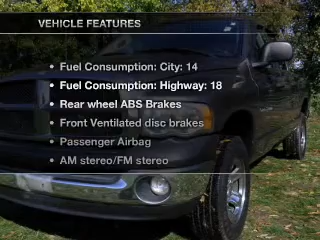 VEHICLE FEATURES
• Fuel Consumption: City: 14
• Fuel Consumption: Highway: 18
• Rear wheel ABS Brakes
• Front Ventilated disc brakes
• Passenger Airbag
• AM stereo/FM stereo